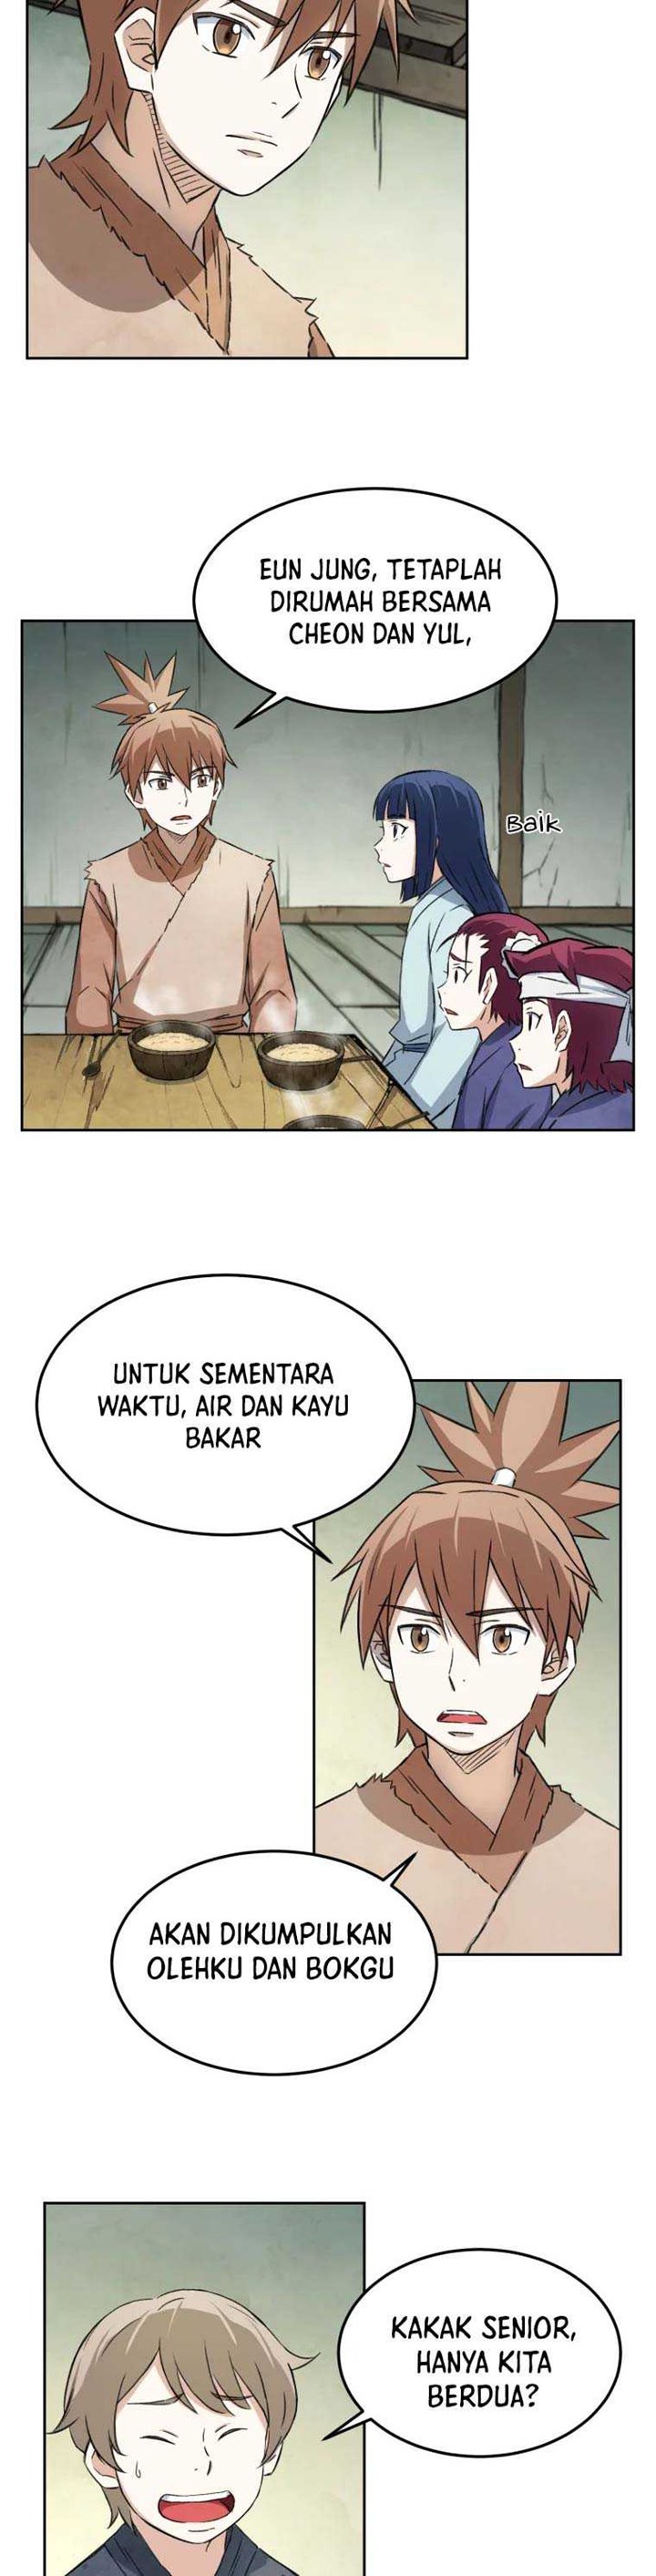 EUN JUNG, TETAPLAH
DIRUMAH BERSAMA
CHEON DAN YUL,
Baik
UNTUK SEMENTARA
WAKTU, AIR DAN KAYU
BAKAR
AKAN DIKUMPULKAN
OLEHKU DAN BOKGU
KAKAK SENIOR,
HANYA KITA
BERDUA?